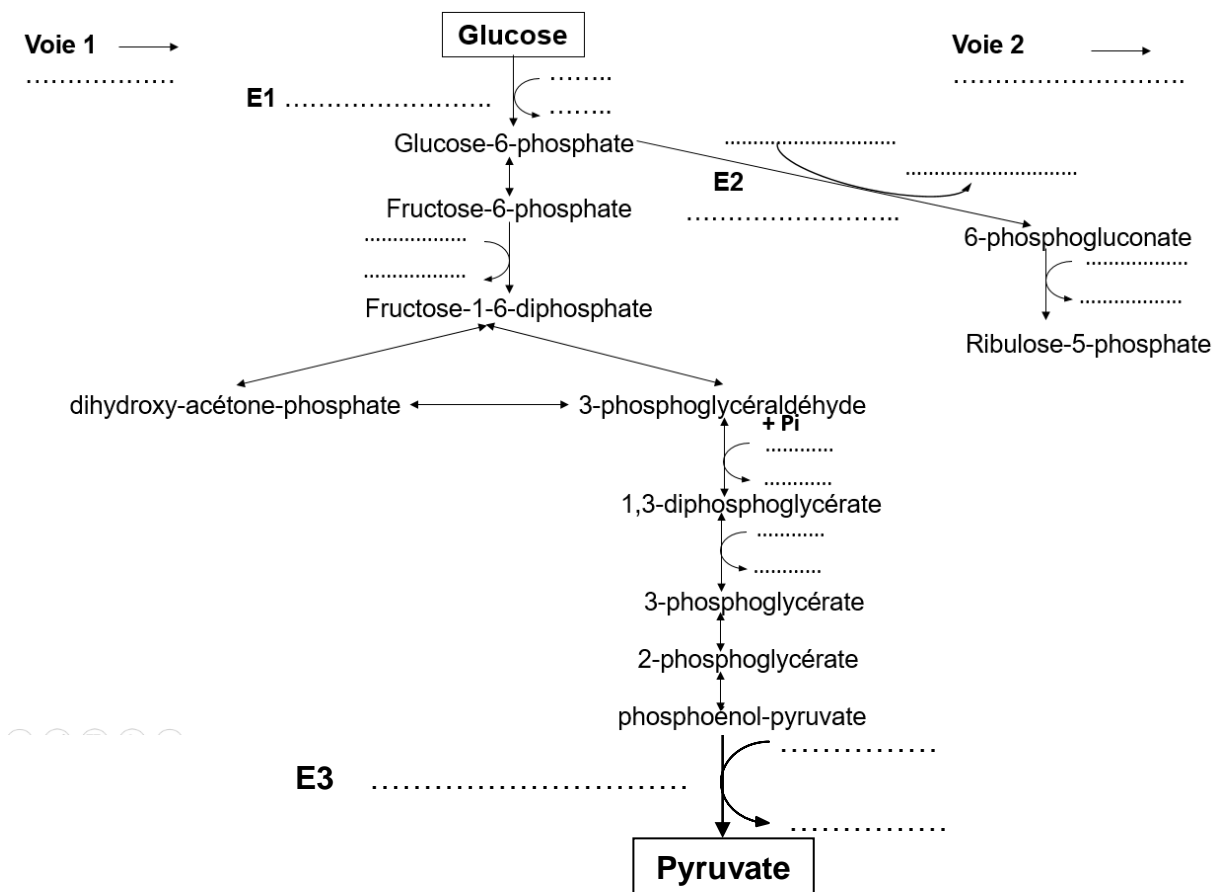 Voie 1
Glucose
Voie 2
...................
........................
E1
.......................
........
........
Glucose-6-phosphate
..............................
E2
..............................
Fructose-6-phosphate
........................
6-phosphogluconate
..................
..................
..................
..................
Fructose-1-6-diphosphate
Ribulose-5-phosphate
dihydroxy-acétone-phosphate
3-phosphoglycéraldéhyde
+ Pi
............
............
1,3-diphosphoglycérate
............
............
3-phosphoglycérate
2-phosphoglycérate
phosphoénol-pyruvate
................
E3
................................
................
Pyruvate